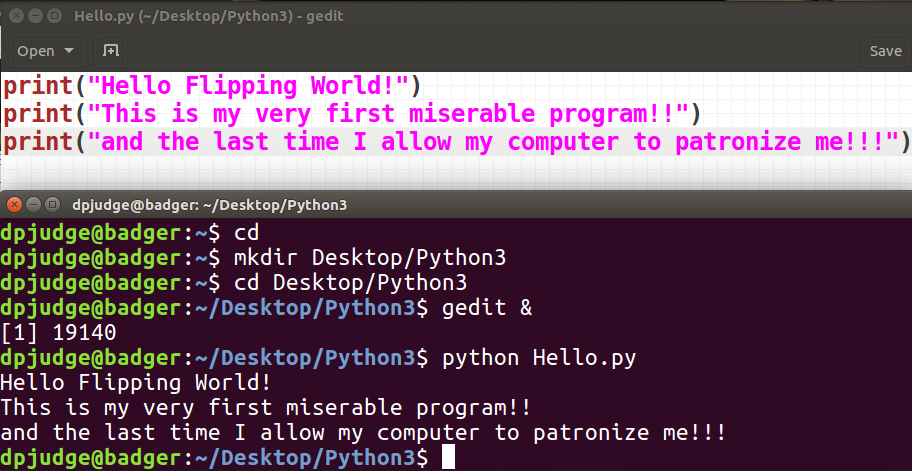 Hello.py (~/Desktop/Python3) - gedit
Open Save
print("Hello Flipping World!")
print("This is my very first miserable program!!")
print("and the last time I allow my computer to patronize me!!!")
dpjudge@badger: ~/Desktop/Python3
dpjudge@badger:~$ cd
dpjudge@badger:~$ mkdir Desktop/Python3
dpjudge@badger:~$ cd Desktop/Python3
dpjudge@badger:~/Desktop/Python3$ gedit &
[1] 19140
dpjudge@badger:~/Desktop/Python3$ python Hello.py
Hello Flipping World!
This is my very first miserable program!!
and the last time I allow my computer to patronize me!!!
dpjudge@badger:~/Desktop/Python3$